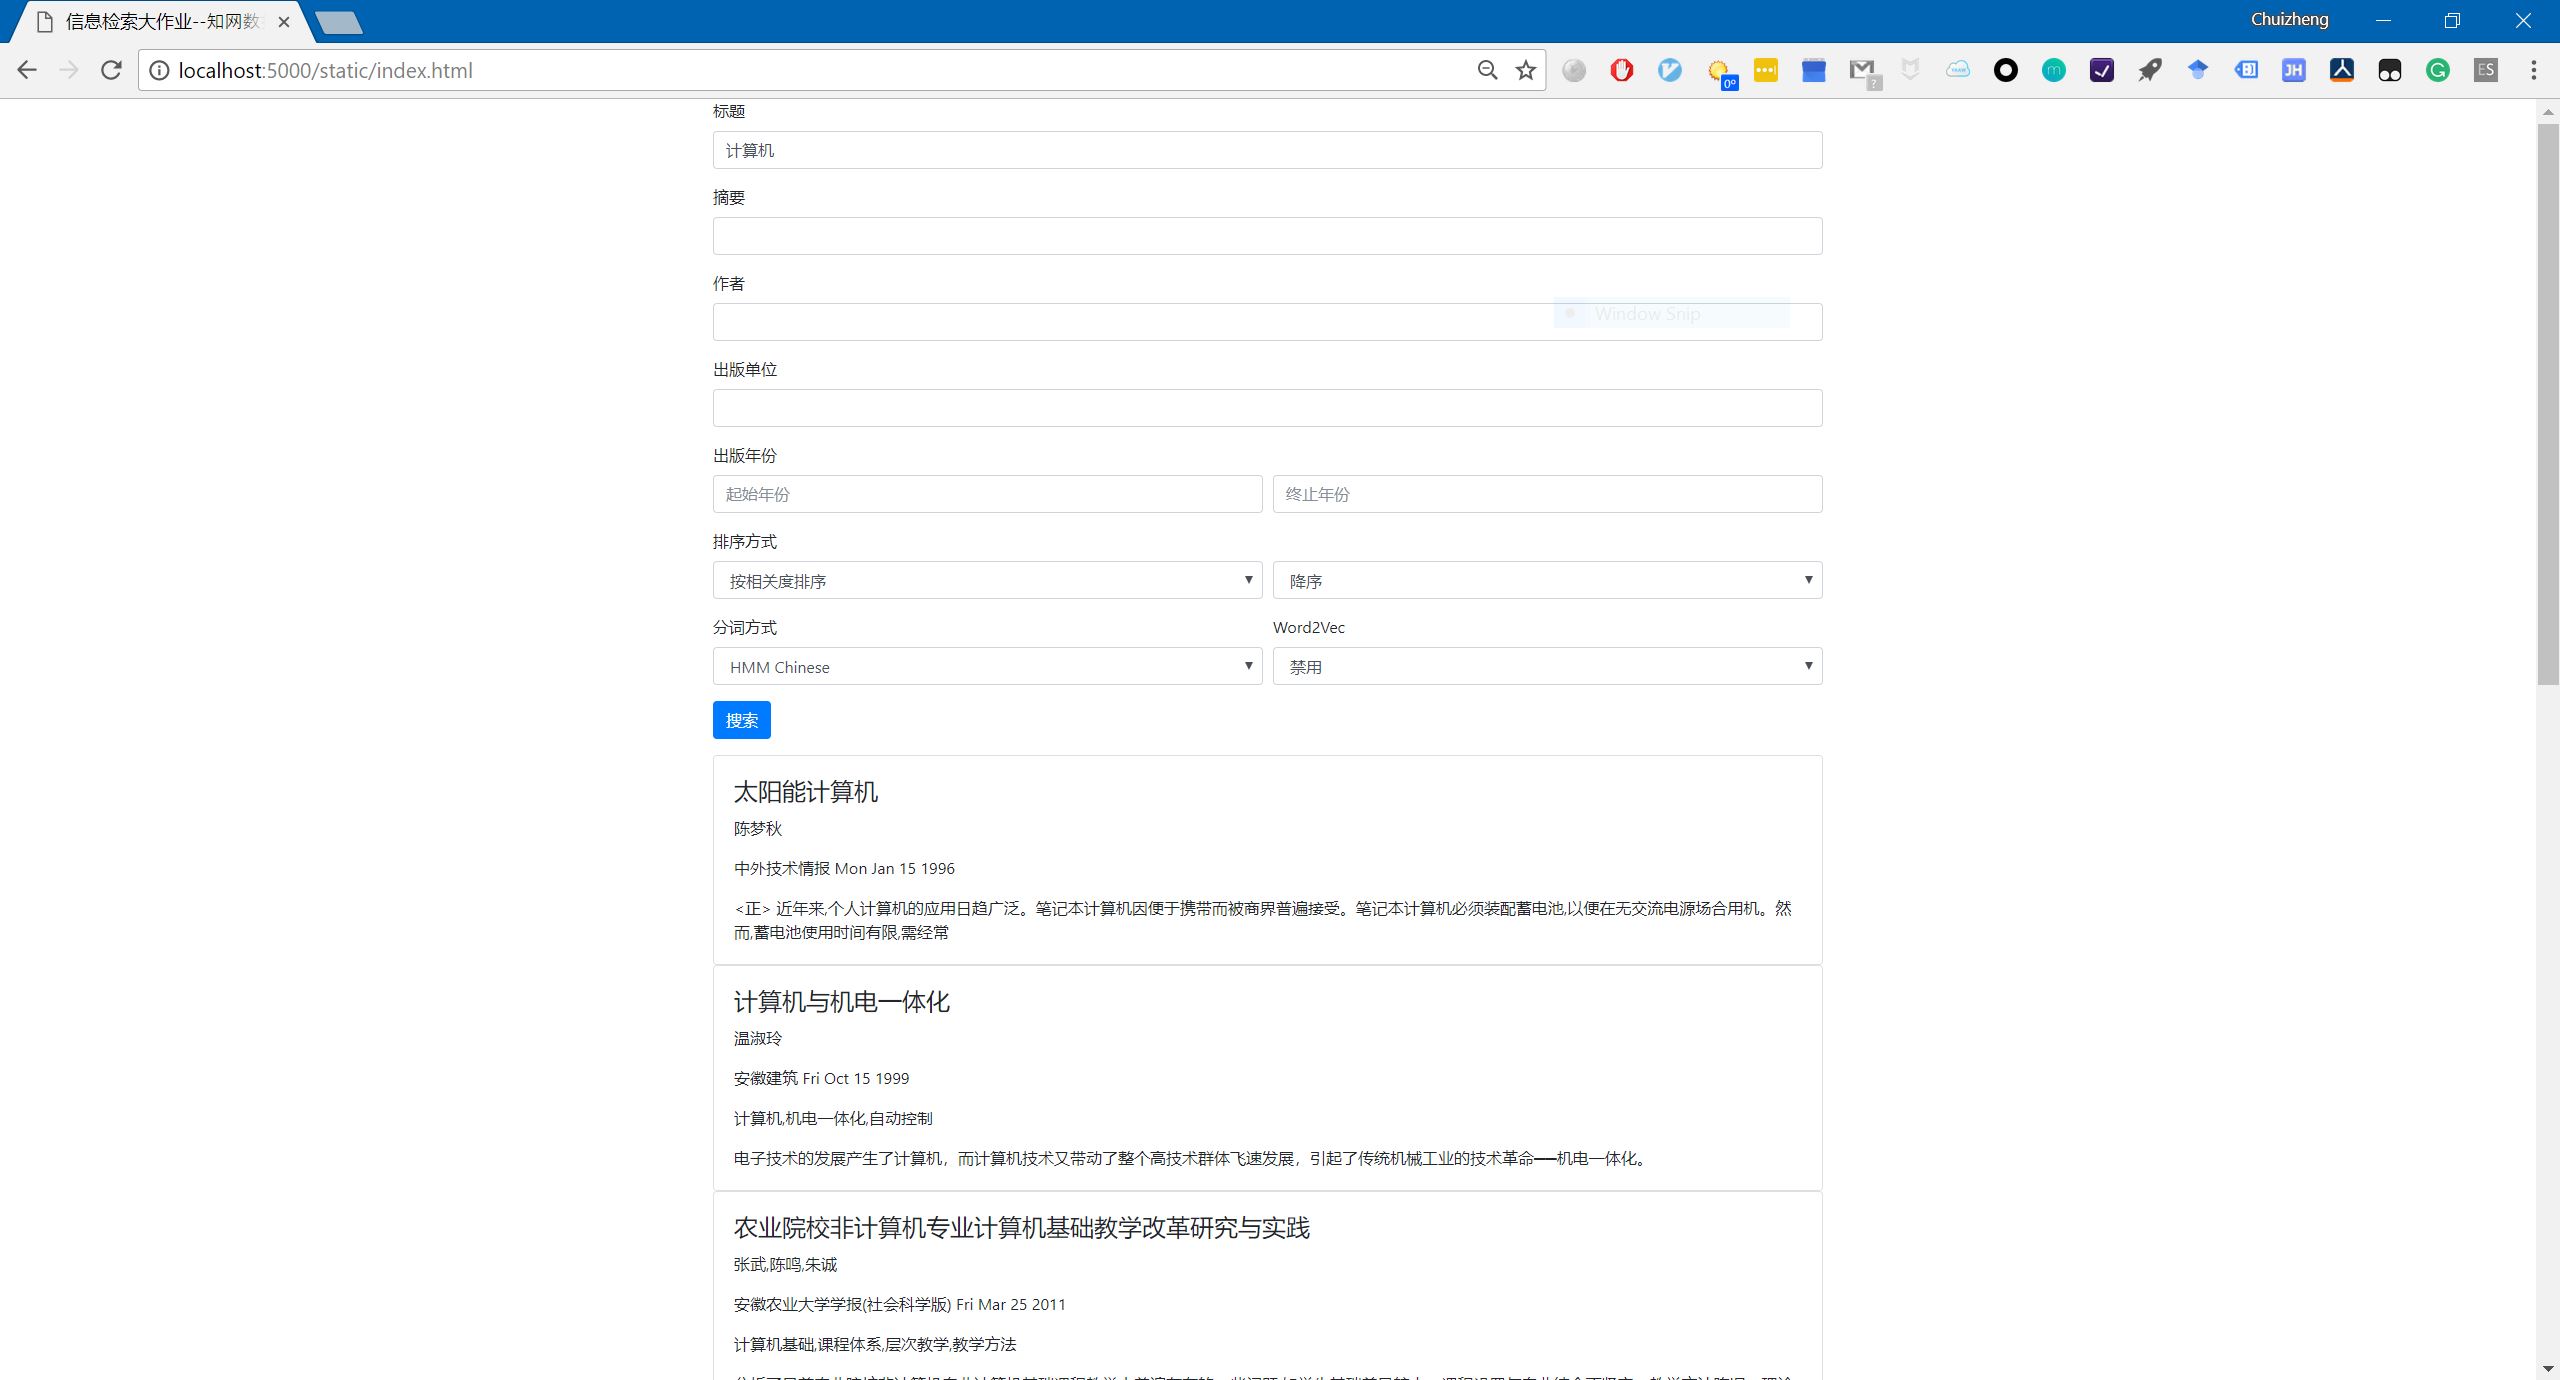 信息检索大作业--知网数
Chuizheng
localhost:5000/static/index.html
0°
?
YAAW
m
JH
ES
标题
计算机
摘要
作者
Window Snip
出版单位
出版年份
起始年份 终止年份
排序方式
按相关度排序 降序
分词方式 Word2Vec
HMM Chinese 禁用
搜索
太阳能计算机
陈梦秋
中外技术情报 Mon Jan 15 1996
<正> 近年来,个人计算机的应用日趋广泛。笔记本计算机因便于携带而被商界普遍接受。笔记本计算机必须装配蓄电池,以便在无交流电源场合用机。然
而,蓄电池使用时间有限,需经常
计算机与机电一体化
温淑玲
安徽建筑 Fri Oct 15 1999
计算机,机电一体化,自动控制
电子技术的发展产生了计算机，而计算机技术又带动了整个高技术群体飞速发展，引起了传统机械工业的技术革命──机电一体化。
农业院校非计算机专业计算机基础教学改革研究与实践
张武,陈鸣,朱诚
安徽农业大学学报(社会科学版) Fri Mar 25 2011
计算机基础,课程体系,层次教学,教学方法